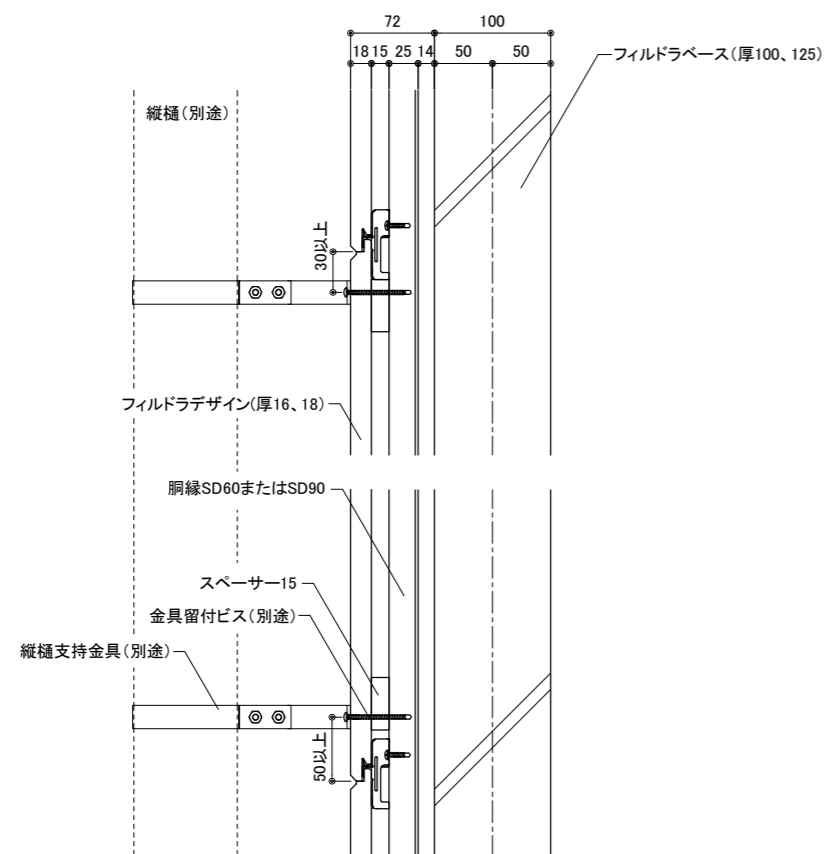 72
100
18
15
25
14
50
50
フィルドラベース（厚100、125）
縦樋（別途）
30以上
フィルドラデザイン（厚16、18）
胴縁SD60またはSD90
スペーサー15
金具留付ビス（別途）
縦樋支持金具（別途）
50以上